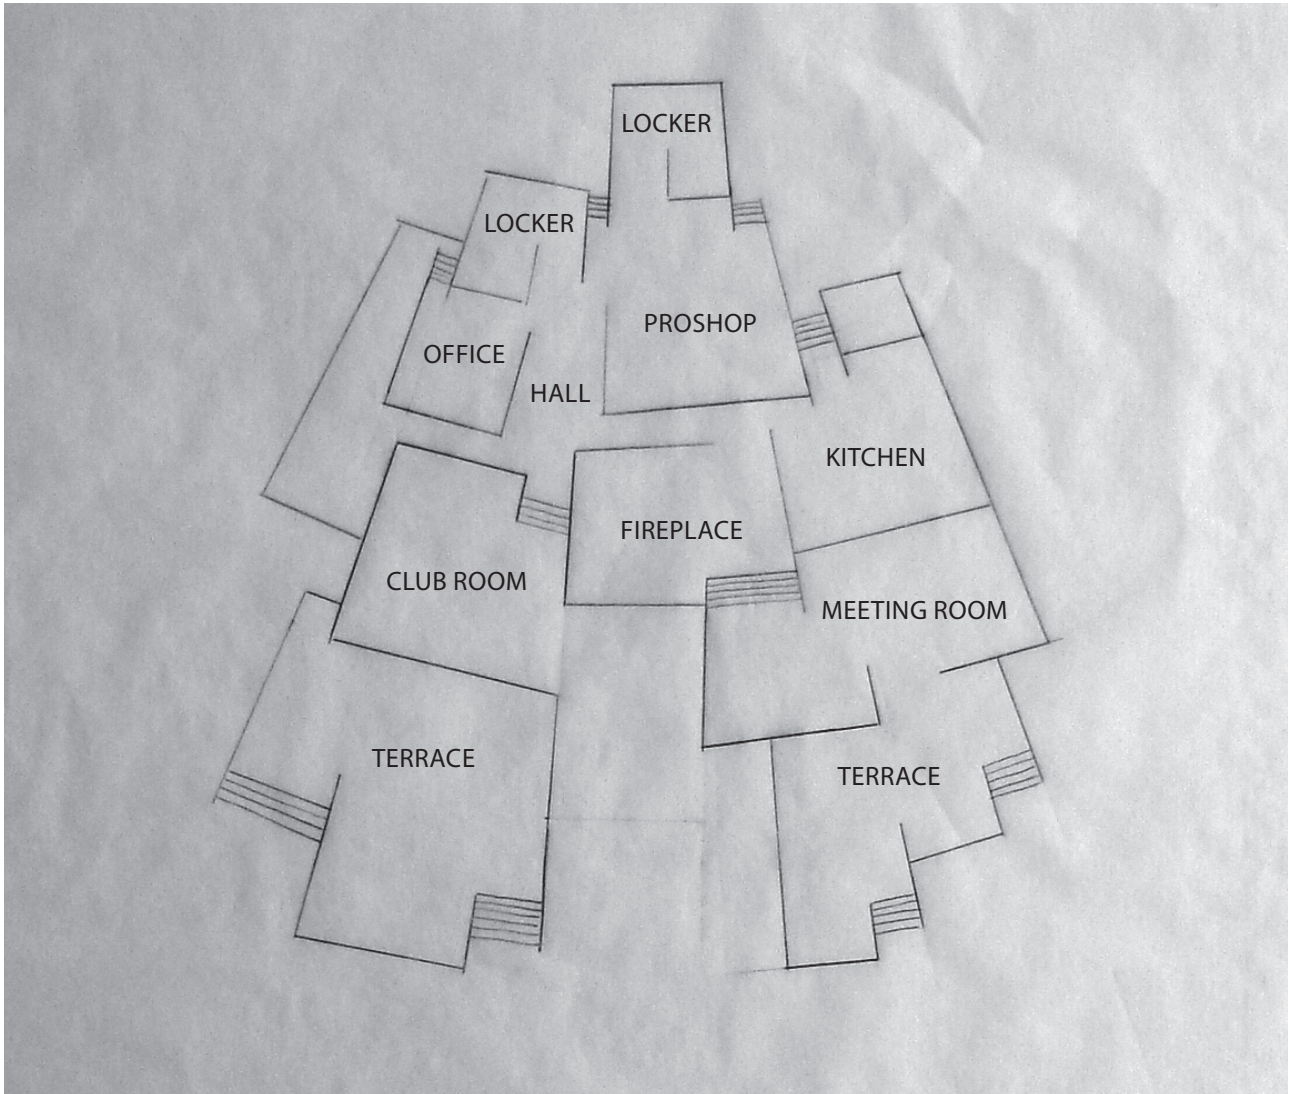 LOCKER
LOCKER
PROSHOP
OFFICE
HALL
KITCHEN
FIREPLACE
CLUB ROOM
MEETING ROOM
TERRACE
TERRACE